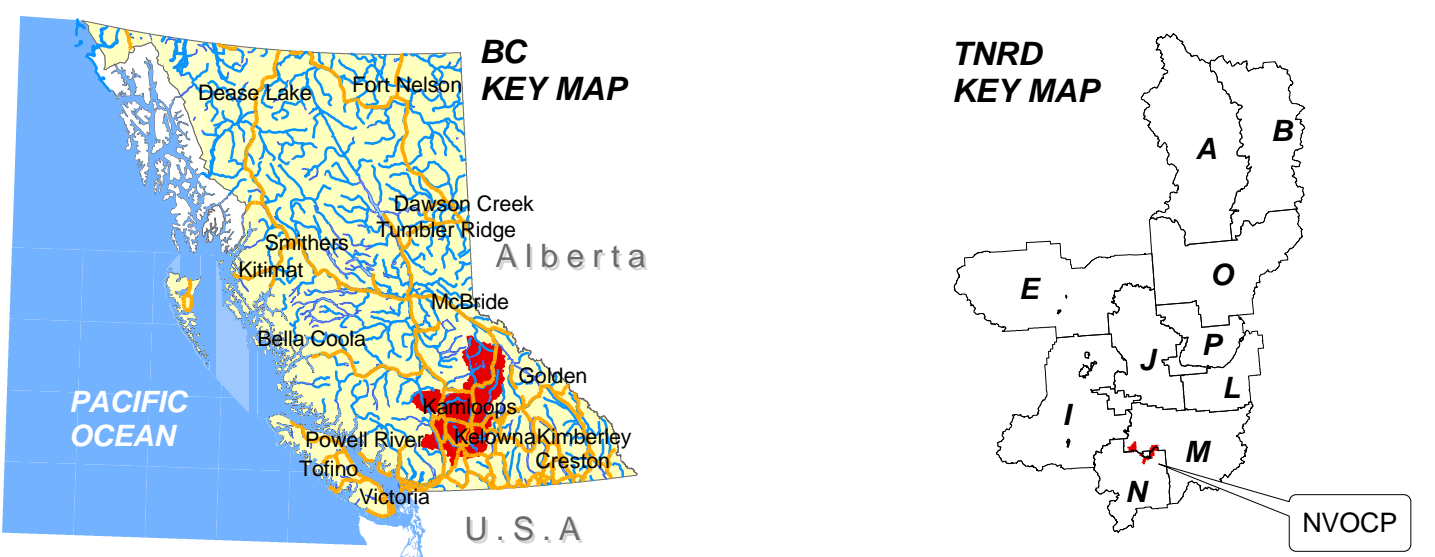 BC
KEY MAP
Dease Lake
Fort Nelson
Dawson Creek
Tumbler Ridge
Smithers
Alberta
Kitimat
McBride
Bella Coola
Golden
PACIFIC
OCEAN
Kamloops
Powell River
Kelowna
Kimberley
Tofino
Creston
Victoria
U.S.A
TNRD
KEY MAP
A
B
E
O
J
P
L
I
M
N
NVOCP